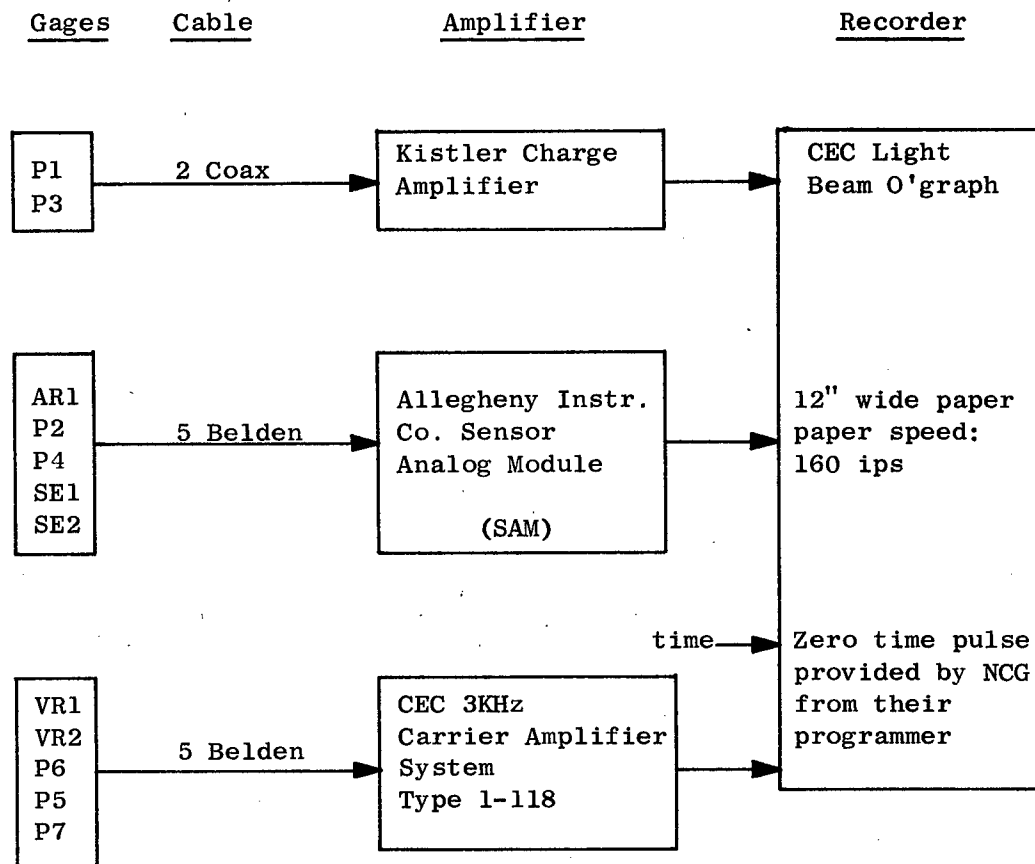 Gages Cable Amplifier Recorder
P1
P3
2 Coax
Kistler Charge
Amplifier
CEC Light
Beam O'graph
AR1
P2
P4
SE1
SE2
5 Belden
Allegheny Instr.
Co. Sensor
Analog Module
(SAM)
12" wide paper
paper speed:
160 ips
time
Zero time pulse
provided by NCG
from their
programmer
VR1
VR2
P6
P5
P7
5 Belden
CEC 3KHz
Carrier Amplifier
System
Type 1-118